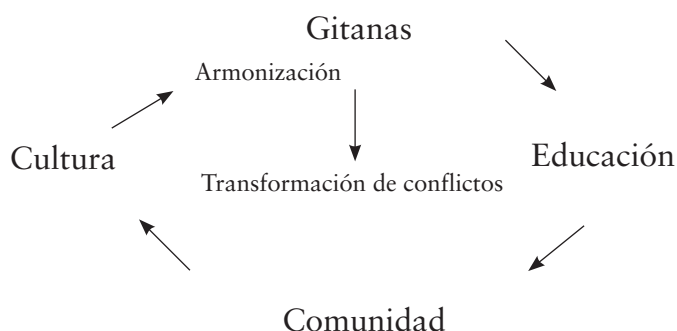 Gitanas
Armonización
Cultura
Educación
Transformación de conflictos
Comunidad